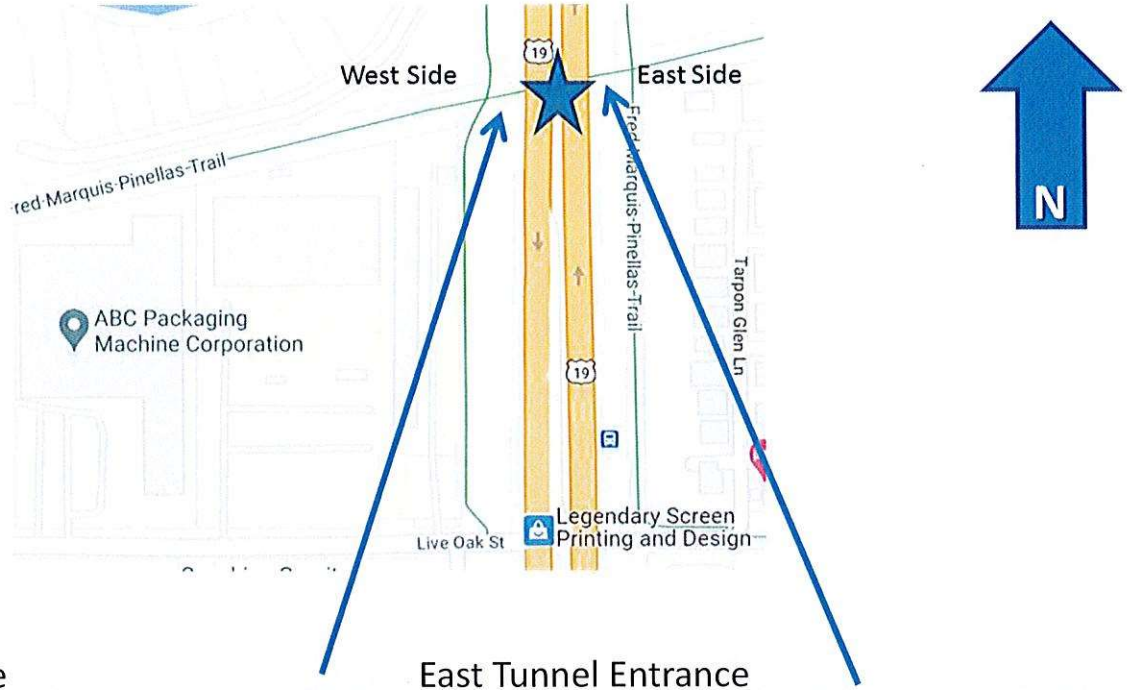 19
West Side
East Side
red-Marquis-Pinellas-Trail
Fred-Marquis-Pinellas-Trail
N
Tarpon Glen Ln
ABC Packaging
Machine Corporation
19
Legendary Screen
Printing and Design
Live Oak St
e
East Tunnel Entrance